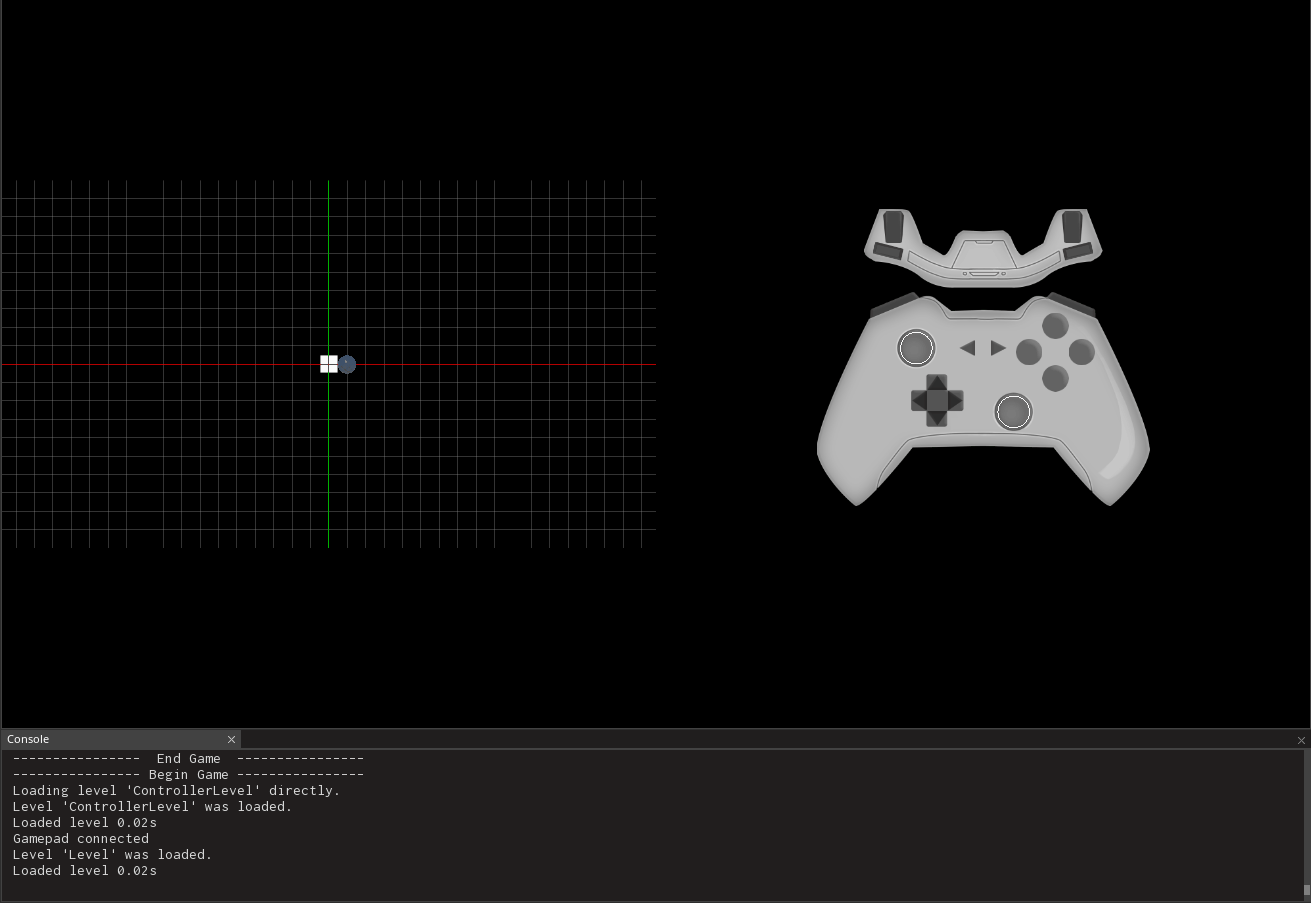 Console
----------------  End Game  ----------------
---------------- Begin Game ----------------
Loading level 'ControllerLevel' directly.
Level 'ControllerLevel' was loaded.
Loaded level 0.02s
Gamepad connected
Level 'Level' was loaded.
Loaded level 0.02s